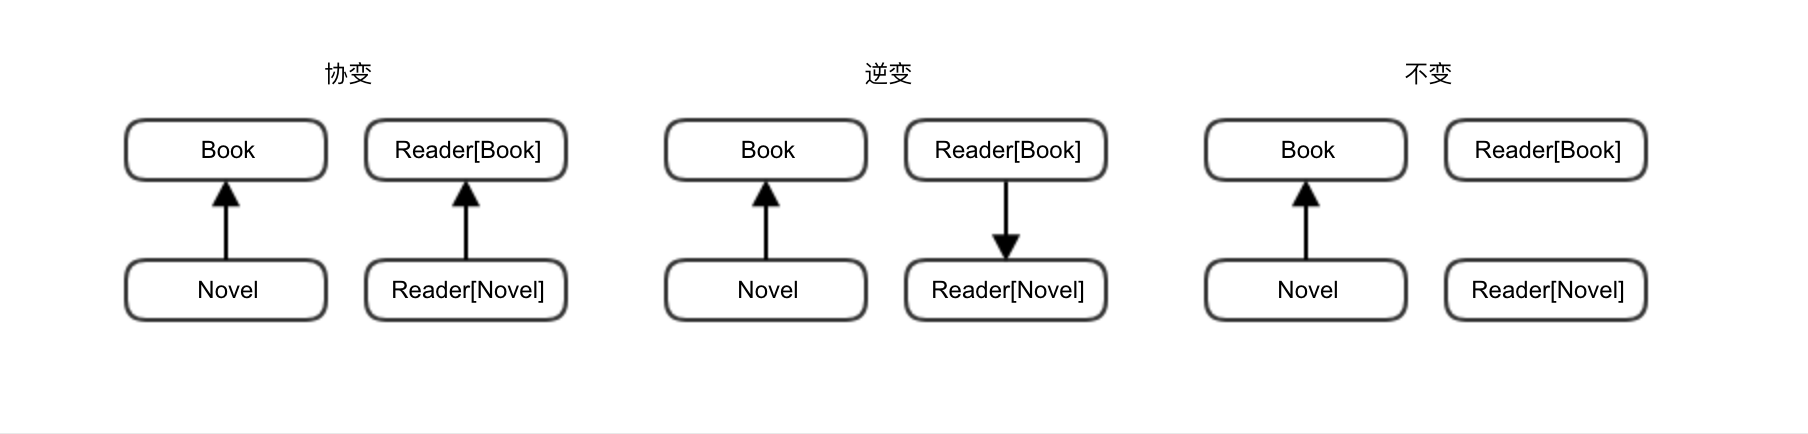 协变
逆变
不变
Book
Reader[Book]
Book
Reader[Book]
Book
Reader[Book]
Novel
Reader[Novel]
Novel
Reader[Novel]
Novel
Reader[Novel]